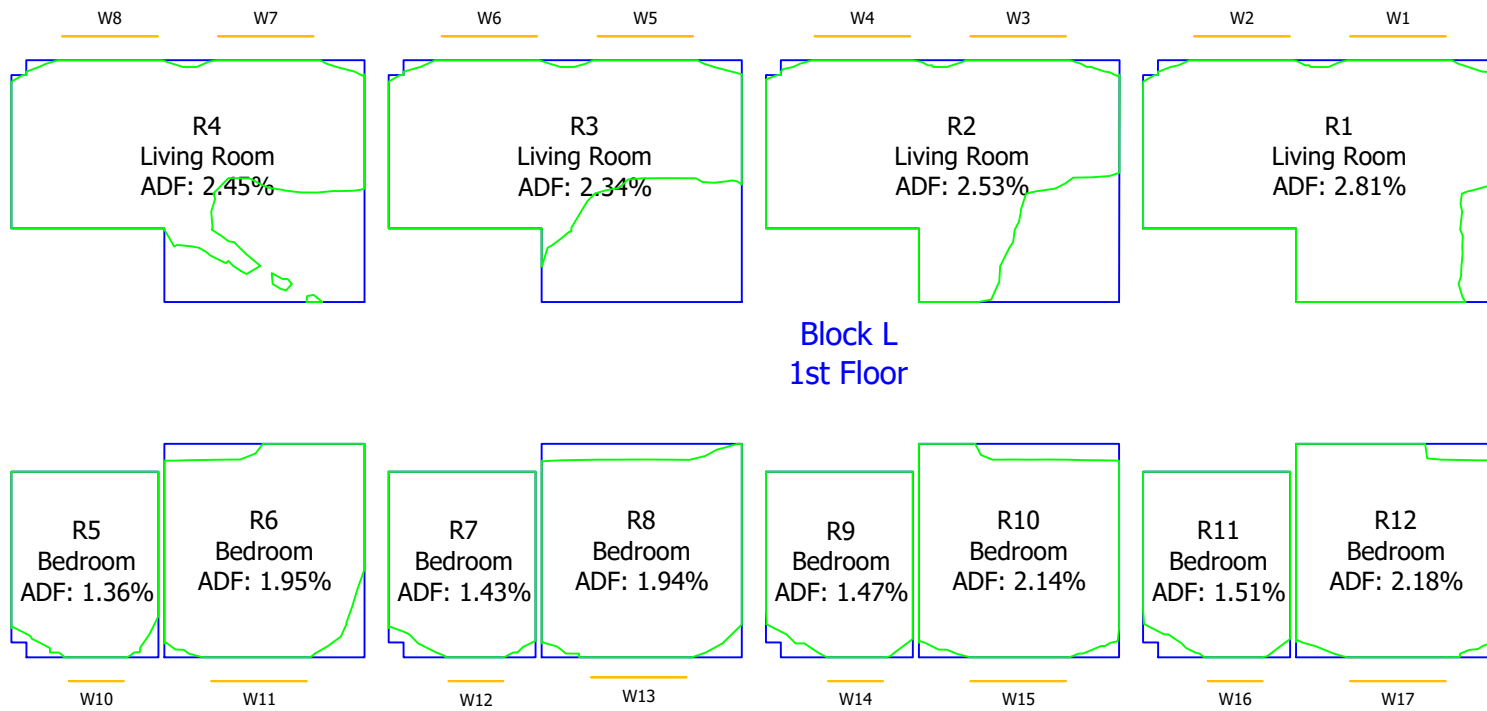 W8
W7
W6
W5
W4
W3
W2
W1
R4
Living Room
ADF: 2.45%
R3
Living Room
ADF: 2.34%
R2
Living Room
ADF: 2.53%
R1
Living Room
ADF: 2.81%
Block L
1st Floor
R5
Bedroom
ADF: 1.36%
R6
Bedroom
ADF: 1.95%
R7
Bedroom
ADF: 1.43%
R8
Bedroom
ADF: 1.94%
R9
Bedroom
ADF: 1.47%
R10
Bedroom
ADF: 2.14%
R11
Bedroom
ADF: 1.51%
R12
Bedroom
ADF: 2.18%
W10
W11
W12
W13
W14
W15
W16
W17